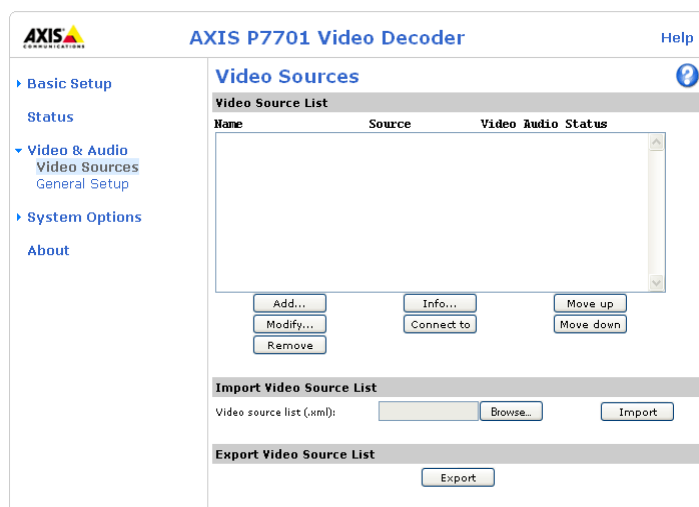 AXIS
COMMUNICATIONS
AXIS P7701 Video Decoder
Help
Basic Setup
Status
Video & Audio
Video Sources
General Setup
System Options
About
Video Sources
?
Video Source List
Name Source Video Audio Status
Add... Info... Move up
Modify... Connect to Move down
Remove
Import Video Source List
Video source list (.xml): Browse... Import
Export Video Source List
Export